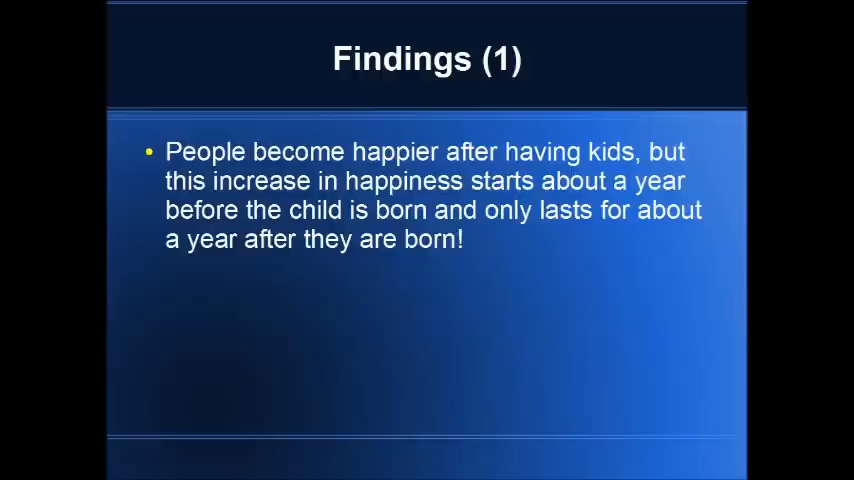 Findings (1)
• People become happier after having kids, but
this increase in happiness starts about a year
before the child is born and only lasts for about
a year after they are born!